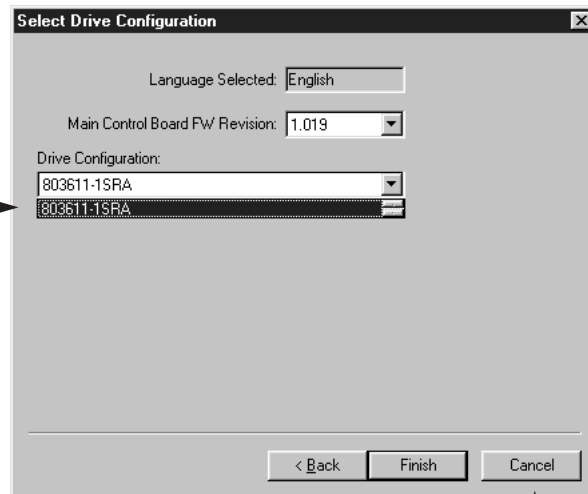 Select Drive Configuration
Language Selected: English
Main Control Board FW Revision: 1.019
Drive Configuration:
803611-1SRA
803611-1SRA
< Back
Finish
Cancel